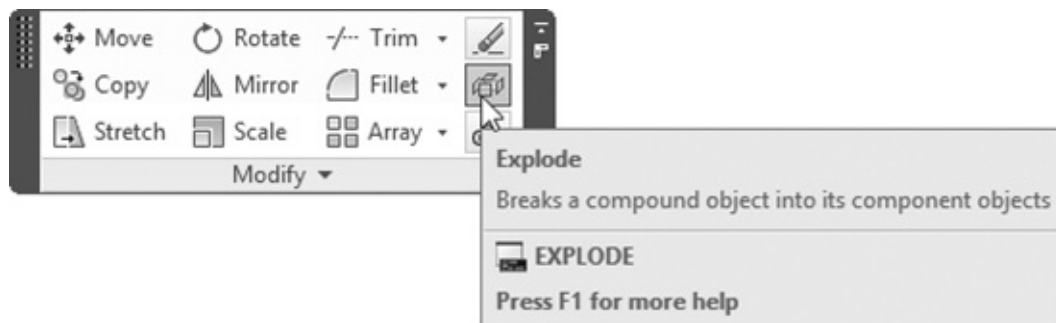 Move Rotate Trim
Copy Mirror Fillet
Stretch Scale Array
Modify
Explode
Breaks a compound object into its component objects
EXPLODE
Press F1 for more help